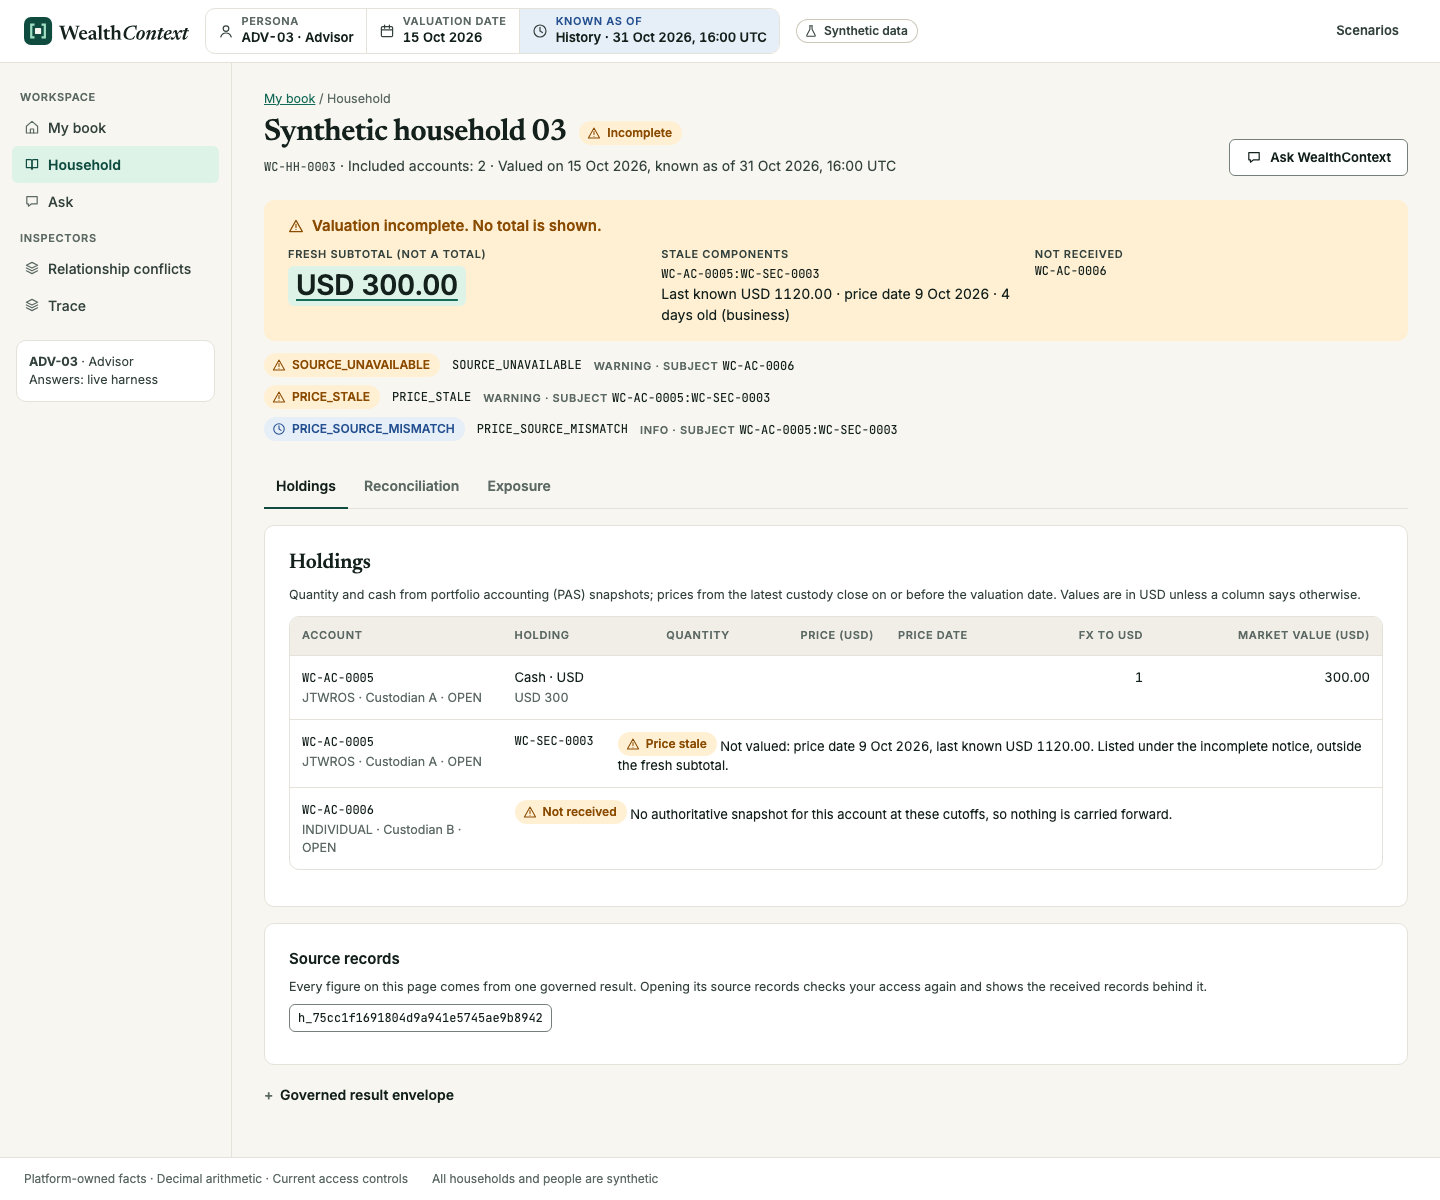 WealthContext
PERSONA
ADV-03 · Advisor
VALUATION DATE
15 Oct 2026
KNOWN AS OF
History · 31 Oct 2026, 16:00 UTC
Synthetic data
Scenarios
WORKSPACE
My book
Household
Ask
INSPECTORS
Relationship conflicts
Trace
ADV-03 · Advisor
Answers: live harness
My book / Household
Synthetic household 03
Incomplete
WC-HH-0003 · Included accounts: 2 · Valued on 15 Oct 2026, known as of 31 Oct 2026, 16:00 UTC
Ask WealthContext
Valuation incomplete. No total is shown.
FRESH SUBTOTAL (NOT A TOTAL)
USD 300.00
STALE COMPONENTS
WC-AC-0005:WC-SEC-0003
Last known USD 1120.00 · price date 9 Oct 2026 · 4
days old (business)
NOT RECEIVED
WC-AC-0006
SOURCE_UNAVAILABLE SOURCE_UNAVAILABLE WARNING · SUBJECT WC-AC-0006
PRICE_STALE PRICE_STALE WARNING · SUBJECT WC-AC-0005:WC-SEC-0003
PRICE_SOURCE_MISMATCH PRICE_SOURCE_MISMATCH INFO · SUBJECT WC-AC-0005:WC-SEC-0003
Holdings Reconciliation Exposure
Holdings
Quantity and cash from portfolio accounting (PAS) snapshots; prices from the latest custody close on or before the valuation date. Values are in USD unless a column says otherwise.
ACCOUNT HOLDING QUANTITY PRICE (USD) PRICE DATE FX TO USD MARKET VALUE (USD)
WC-AC-0005 Cash · USD 1 300.00
JTWROS · Custodian A · OPEN USD 300
WC-AC-0005 WC-SEC-0003 Price stale Not valued: price date 9 Oct 2026, last known USD 1120.00. Listed under the incomplete notice, outside
JTWROS · Custodian A · OPEN the fresh subtotal.
WC-AC-0006 Not received No authoritative snapshot for this account at these cutoffs, so nothing is carried forward.
INDIVIDUAL · Custodian B ·
OPEN
Source records
Every figure on this page comes from one governed result. Opening its source records checks your access again and shows the received records behind it.
h_75cc1f1691804d9a941e5745ae9b8942
+ Governed result envelope
Platform-owned facts · Decimal arithmetic · Current access controls All households and people are synthetic